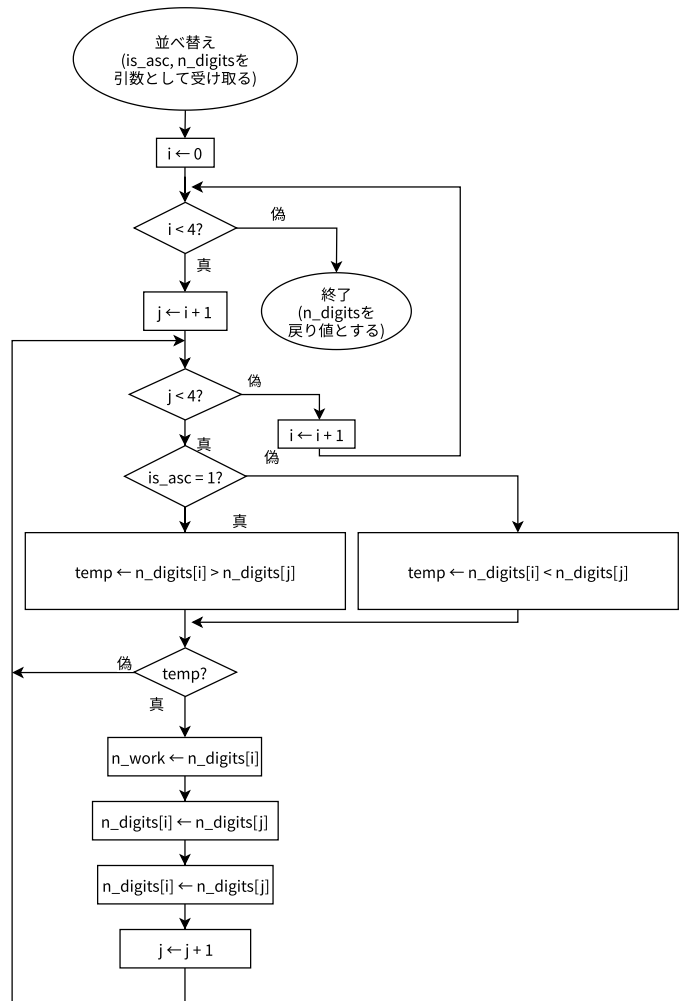 並べ替え
(is_asc, n_digitsを
引数として受け取る)
i ← 0
i < 4?
偽
真
終了
(n_digitsを
戻り値とする)
j ← i + 1
j < 4?
偽
i ← i + 1
真
偽
is_asc = 1?
真
temp ← n_digits[i] > n_digits[j]
temp ← n_digits[i] < n_digits[j]
偽
temp?
真
n_work ← n_digits[i]
n_digits[i] ← n_digits[j]
n_digits[i] ← n_digits[j]
j ← j + 1